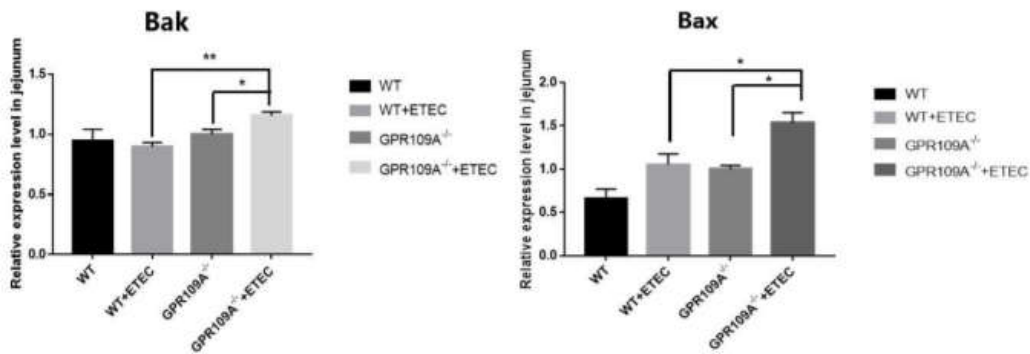 Bak
Relative expression level in jejunum
1.5
1.0
0.5
0.0
**
*
WT
WT+ETEC
GPR109A-/-
GPR109A-/-+ETEC
WT
WT+ETEC
GPR109A-/-
GPR109A-/-+ETEC
Bax
Relative expression level in jejunum
2.0
1.5
1.0
0.5
0.0
*
*
WT
WT+ETEC
GPR109A-/-
GPR109A-/-+ETEC
WT
WT+ETEC
GPR109A-/-
GPR109A-/-+ETEC